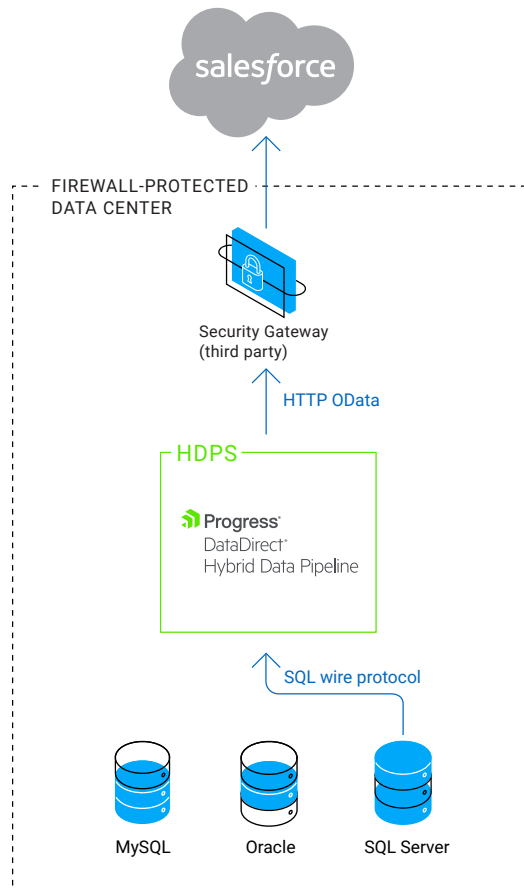 salesforce
FIREWALL-PROTECTED
DATA CENTER
Security Gateway
(third party)
HTTP OData
HDPS
Progress®
DataDirect®
Hybrid Data Pipeline
SQL wire protocol
MySQL
Oracle
SQL Server